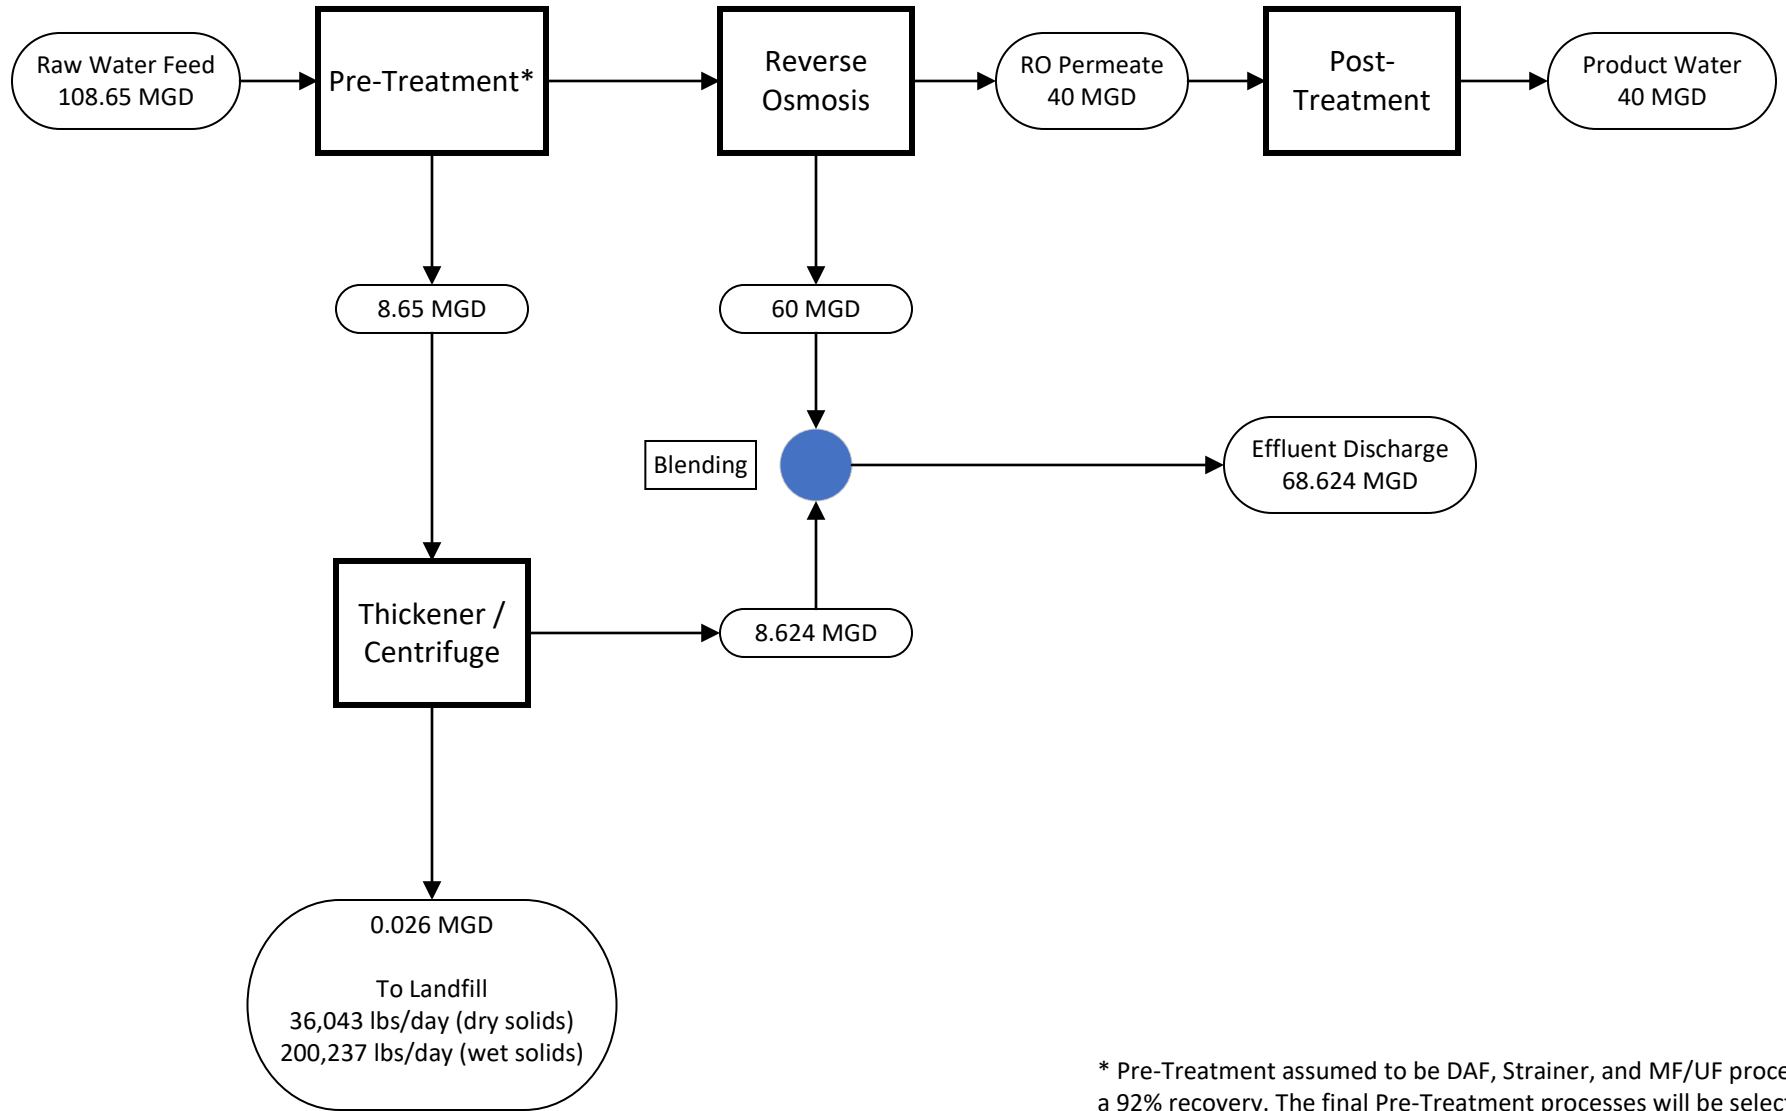 Raw Water Feed
108.65 MGD
Pre-Treatment*
Reverse
Osmosis
RO Permeate
40 MGD
Post-
Treatment
Product Water
40 MGD
8.65 MGD
60 MGD
Blending
Effluent Discharge
68.624 MGD
Thickener /
Centrifuge
8.624 MGD
0.026 MGD
To Landfill
36,043 lbs/day (dry solids)
200,237 lbs/day (wet solids)
* Pre-Treatment assumed to be DAF, Strainer, and MF/UF
a 92% recovery. The final Pre-Treatment processes will be